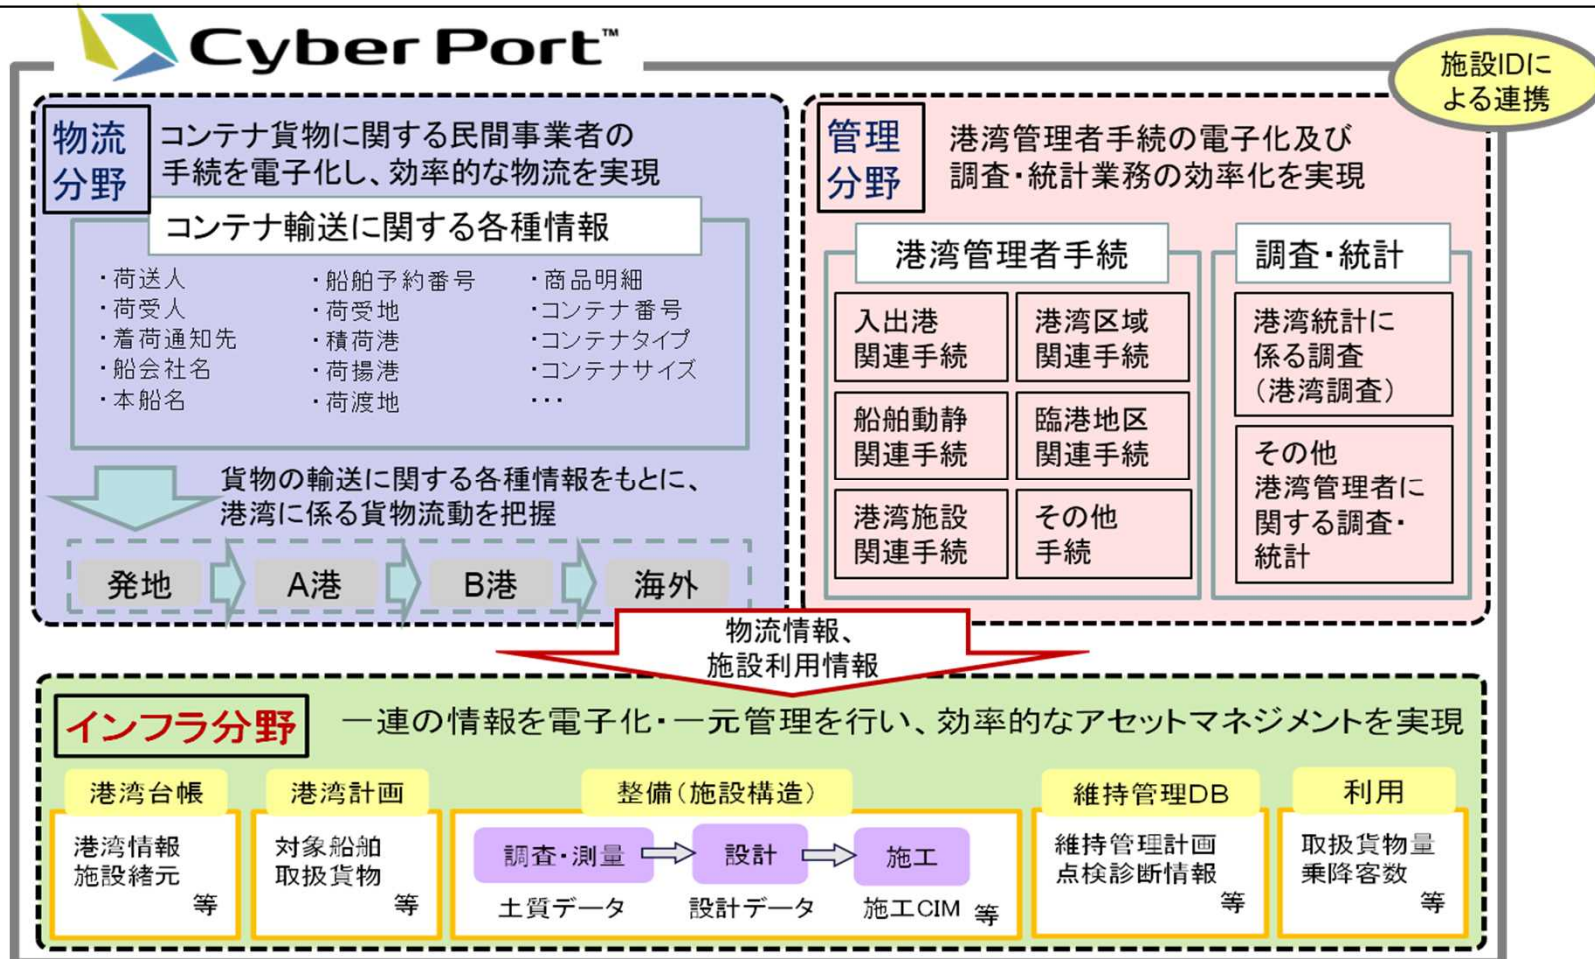 Cyber Port™
施設IDに
よる連携
物流
分野
コンテナ貨物に関する民間事業者の
手続を電子化し、効率的な物流を実現
コンテナ輸送に関する各種情報
・荷送人
・荷受人
・着荷通知先
・船会社名
・本船名
・船舶予約番号
・荷受地
・積荷港
・荷揚港
・荷渡地
・商品明細
・コンテナ番号
・コンテナタイプ
・コンテナサイズ
・・・
貨物の輸送に関する各種情報をもとに、
港湾に係る貨物流動を把握
発地
A港
B港
海外
管理
分野
港湾管理者手続の電子化及び
調査・統計業務の効率化を実現
港湾管理者手続
入出港
関連手続
港湾区域
関連手続
船舶動静
関連手続
臨港地区
関連手続
港湾施設
関連手続
その他
手続
調査・統計
港湾統計に
係る調査
（港湾調査）
その他
港湾管理者に
関する調査・
統計
物流情報、
施設利用情報
インフラ分野
一連の情報を電子化・一元管理を行い、効率的なアセットマネジメントを実現
港湾台帳
港湾情報
施設緒元
等
港湾計画
対象船舶
取扱貨物
等
整備（施設構造）
調査・測量
設計
施工
土質データ
設計データ
施工CIM 等
維持管理DB
維持管理計画
点検診断情報
等
利用
取扱貨物量
乗降客数
等